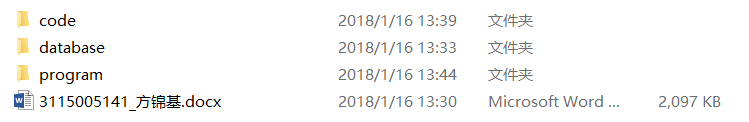 code 2018/1/16 13:39 文件夹
database 2018/1/16 13:33 文件夹
program 2018/1/16 13:44 文件夹
3115005141_方锦基.docx 2018/1/16 13:30 Microsoft Word ... 2,097 KB